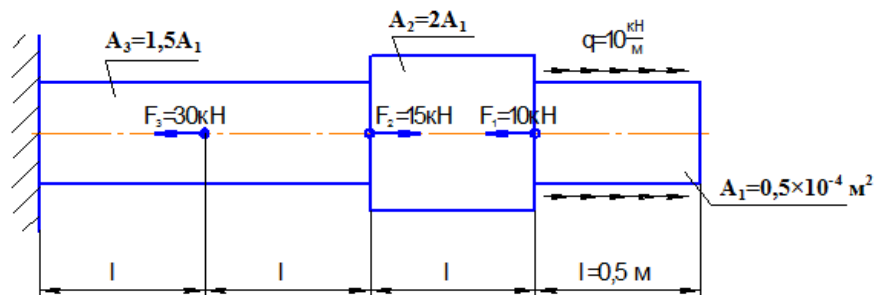 A₂=2A₁
A₃=1,5A₁
q=10 кН/м
F₃=30кН
F₂=15кН
F₁=10кН
A₁=0,5×10⁻⁴ м²
l
l
l
l=0,5 м